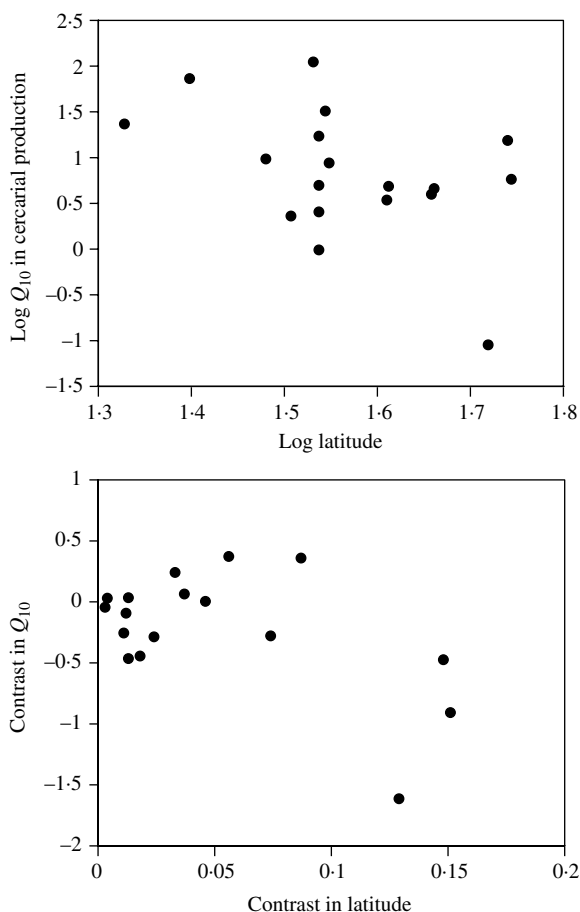 2·5
2
1·5
1
0·5
0
–0·5
–1
–1·5
Log Q10 in cercarial production
1·3 1·4 1·5 1·6 1·7 1·8
Log latitude
1
0·5
0
–0·5
–1
–1·5
–2
Contrast in Q10
0 0·05 0·1 0·15 0·2
Contrast in latitude